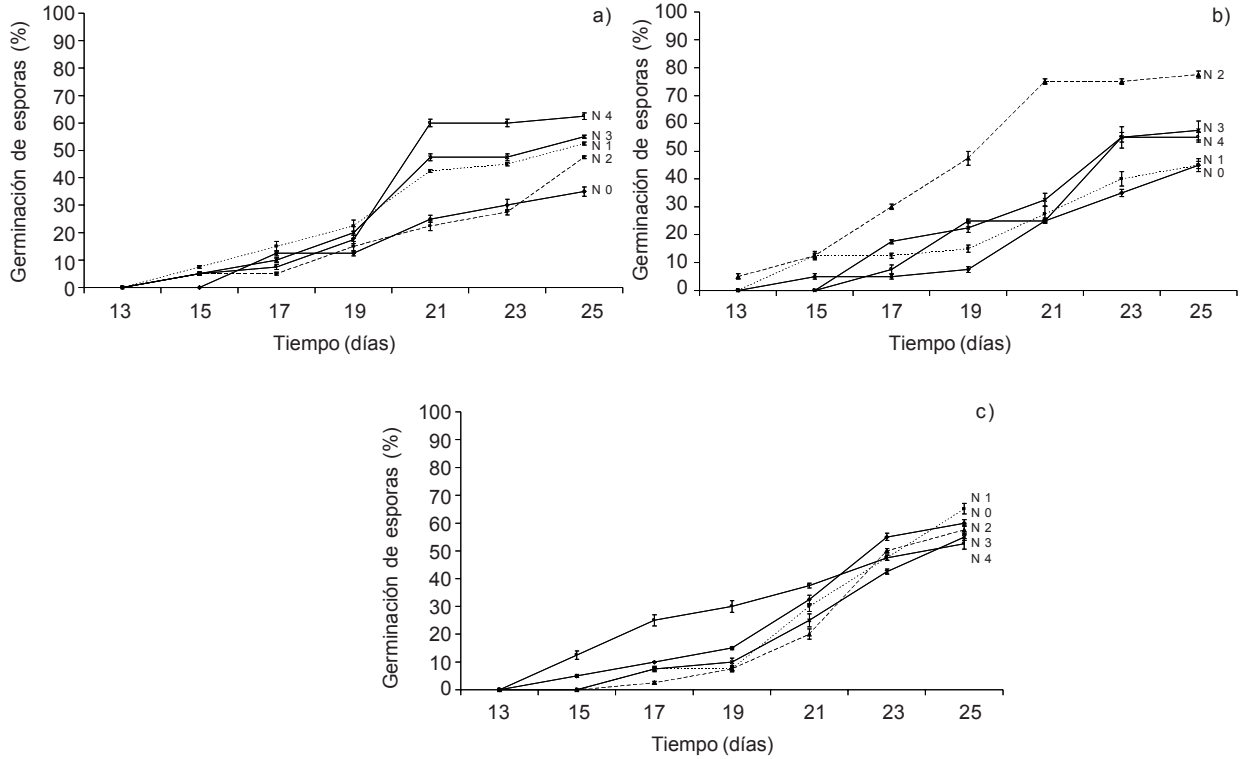 a)
Germinación de esporas (%)
100
90
80
70
60
50
40
30
20
10
0
N 4
N 3
N 1
N 2
N 0
13 15 17 19 21 23 25
Tiempo (días)
b)
Germinación de esporas (%)
100
90
80
70
60
50
40
30
20
10
0
N 2
N 3
N 4
N 1
N 0
13 15 17 19 21 23 25
Tiempo (días)
c)
Germinación de esporas (%)
100
90
80
70
60
50
40
30
20
10
0
N 1
N 0
N 2
N 3
N 4
13 15 17 19 21 23 25
Tiempo (días)